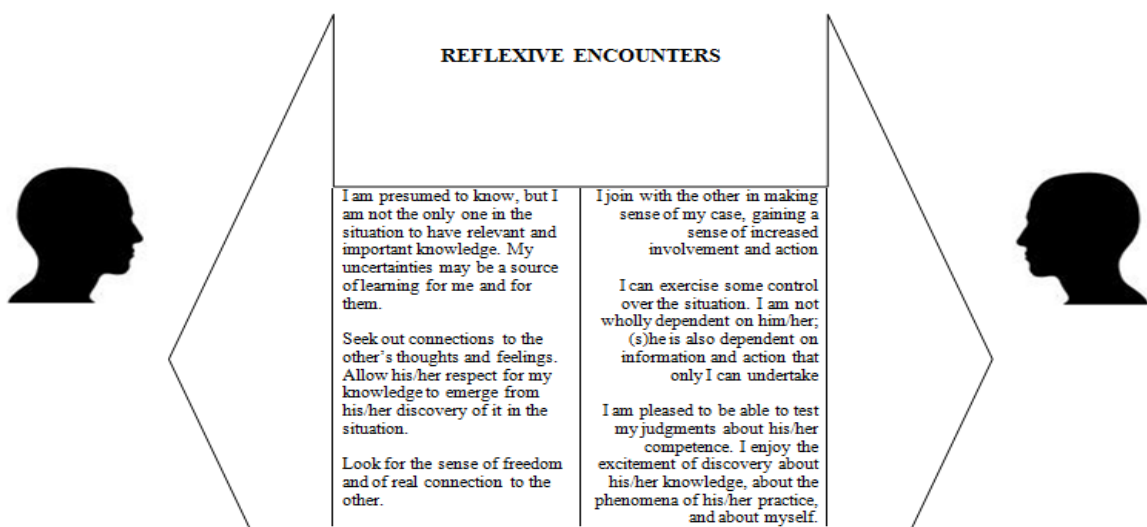 REFLEXIVE ENCOUNTERS
I am presumed to know, but I
am not the only one in the
situation to have relevant and
important knowledge. My
uncertainties may be a source
of learning for me and for
them.
Seek out connections to the
other's thoughts and feelings.
Allow his/her respect for my
knowledge to emerge from
his/her discovery of it in the
situation.
Look for the sense of freedom
and of real connection to the
other.
I join with the other in making
sense of my case, gaining a
sense of increased
involvement and action
I can exercise some control
over the situation. I am not
wholly dependent on him/her;
(s)he is also dependent on
information and action that
only I can undertake
I am pleased to be able to test
my judgments about his/her
competence. I enjoy the
excitement of discovery about
his/her knowledge, about the
phenomena of his/her practice,
and about myself.